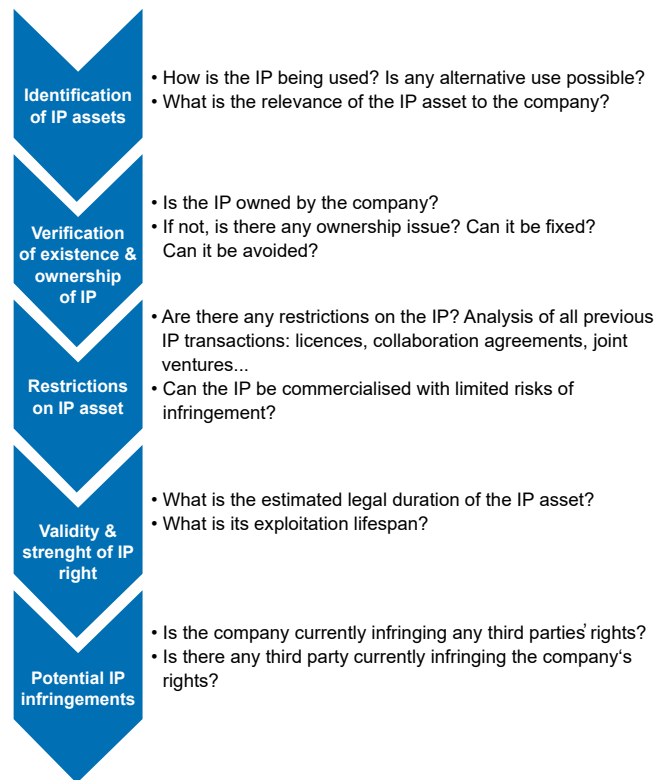 Identification
of IP assets
• How is the IP being used? Is any alternative use possible?
• What is the relevance of the IP asset to the company?
Verification
of existence &
ownership
of IP
• Is the IP owned by the company?
• If not, is there any ownership issue? Can it be fixed?
Can it be avoided?
Restrictions
on IP asset
• Are there any restrictions on the IP? Analysis of all previous
IP transactions: licences, collaboration agreements, joint
ventures...
• Can the IP be commercialised with limited risks of
infringement?
Validity &
strenght of IP
right
• What is the estimated legal duration of the IP asset?
• What is its exploitation lifespan?
Potential IP
infringements
• Is the company currently infringing any third parties’ rights?
• Is there any third party currently infringing the company‘s
rights?